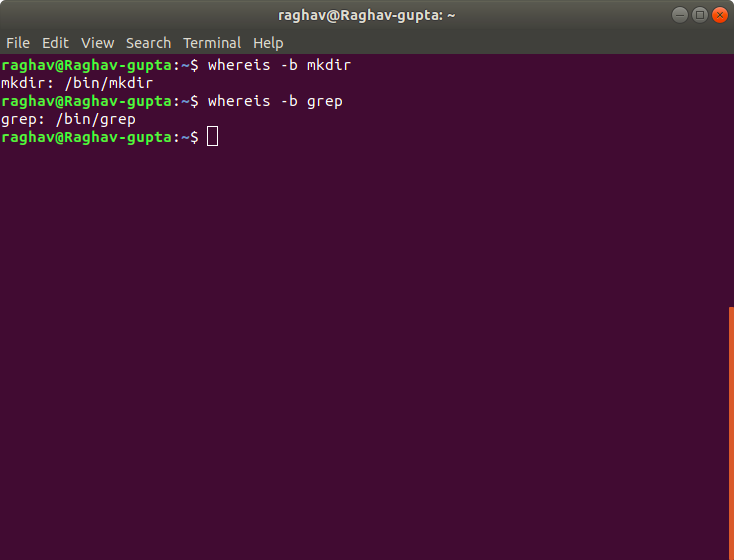 raghav@Raghav-gupta: ~
File Edit View Search Terminal Help
raghav@Raghav-gupta:~$ whereis -b mkdir
mkdir: /bin/mkdir
raghav@Raghav-gupta:~$ whereis -b grep
grep: /bin/grep
raghav@Raghav-gupta:~$